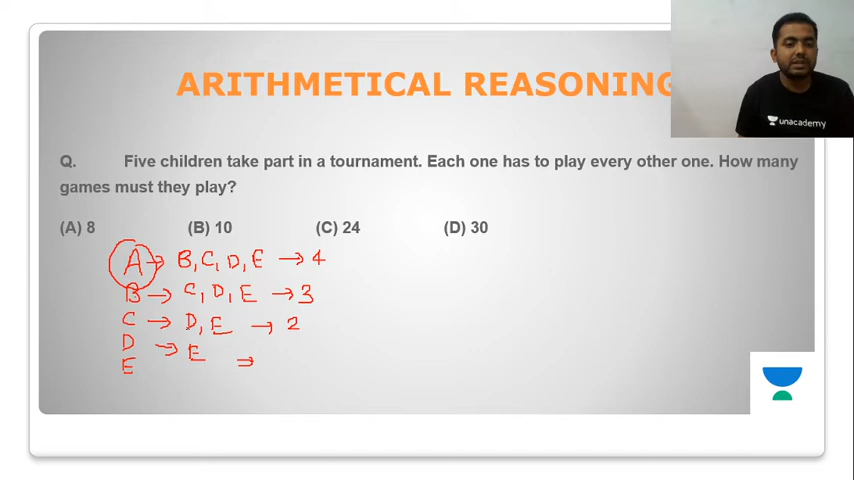 ARITHMETICAL REASONING
unacademy
Q. Five children take part in a tournament. Each one has to play every other one. How many
games must they play?
(A) 8 (B) 10 (C) 24 (D) 30
A → B, C, D, E → 4
B → C, D, E → 3
C → D, E → 2
D → E →
E